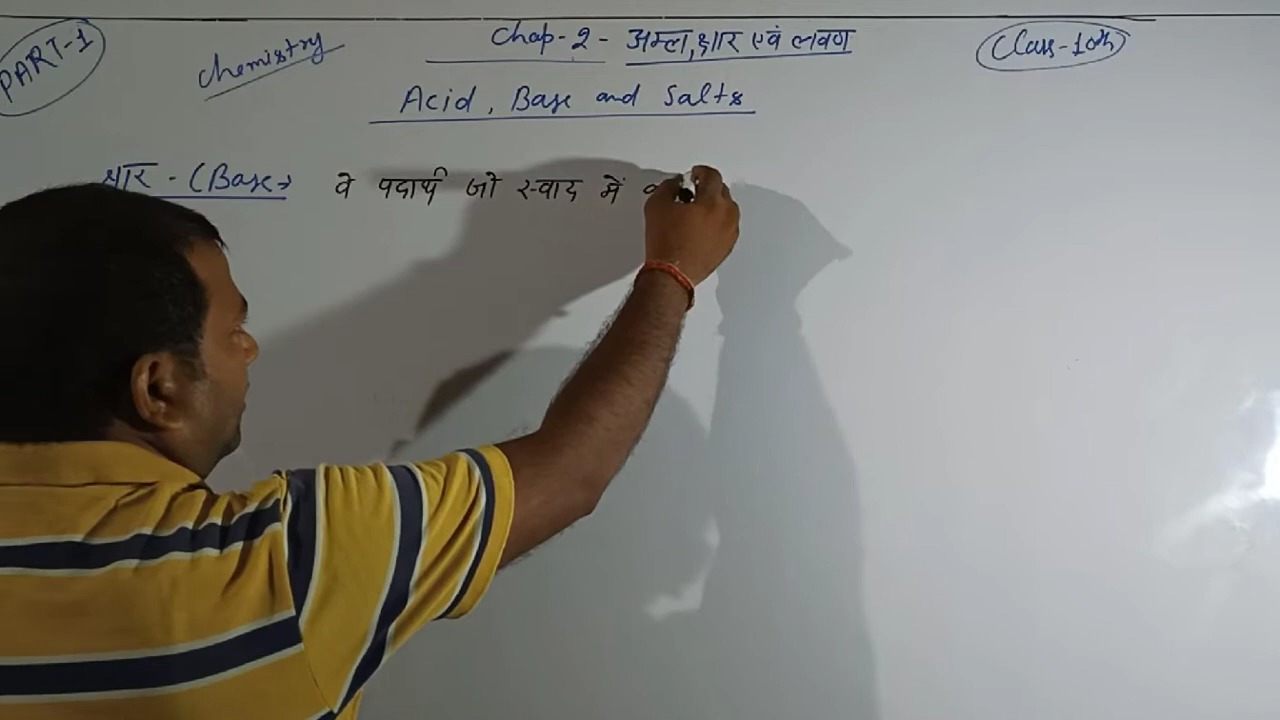 PART-1
Chemistry
Chap-2- अम्ल,क्षार एवं लवण
Class-10th
Acid, Base and Salts
क्षार - (Base→ वे पदार्थ जो स्वाद में